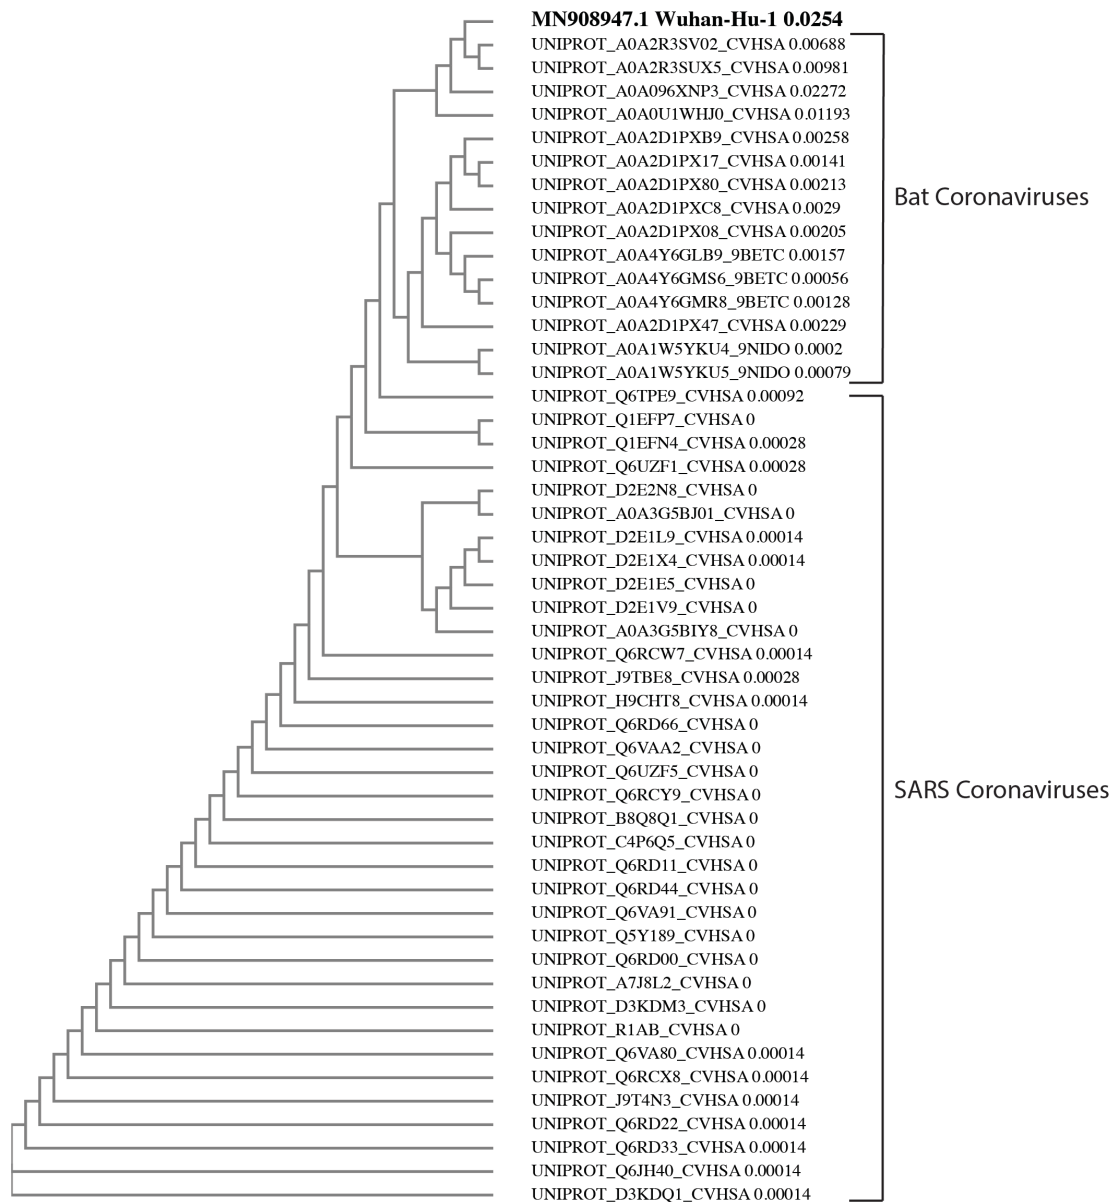 MN908947.1 Wuhan-Hu-1 0.0254
UNIPROT_A0A2R3SV02_CVHSA 0.00688
UNIPROT_A0A2R3SUX5_CVHSA 0.00981
UNIPROT_A0A096XNP3_CVHSA 0.02272
UNIPROT_A0A0U1WHJ0_CVHSA 0.01193
UNIPROT_A0A2D1PXB9_CVHSA 0.00258
UNIPROT_A0A2D1PX17_CVHSA 0.00141
UNIPROT_A0A2D1PX80_CVHSA 0.00213
Bat Coronaviruses
UNIPROT_A0A2D1PXC8_CVHSA 0.0029
UNIPROT_A0A2D1PX08_CVHSA 0.00205
UNIPROT_A0A4Y6GLB9_9BETC 0.00157
UNIPROT_A0A4Y6GMS6_9BETC 0.00056
UNIPROT_A0A4Y6GMR8_9BETC 0.00128
UNIPROT_A0A2D1PX47_CVHSA 0.00229
UNIPROT_A0A1W5YKU4_9NIDO 0.0002
UNIPROT_A0A1W5YKU5_9NIDO 0.00079
UNIPROT_Q6TPE9_CVHSA 0.00092
UNIPROT_Q1EFP7_CVHSA 0
UNIPROT_Q1EFN4_CVHSA 0.00028
UNIPROT_Q6UZF1_CVHSA 0.00028
UNIPROT_D2E2N8_CVHSA 0
UNIPROT_A0A3G5BJ01_CVHSA 0
UNIPROT_D2E1L9_CVHSA 0.00014
UNIPROT_D2E1X4_CVHSA 0.00014
UNIPROT_D2E1E5_CVHSA 0
UNIPROT_D2E1V9_CVHSA 0
UNIPROT_A0A3G5BIY8_CVHSA 0
UNIPROT_Q6RCW7_CVHSA 0.00014
UNIPROT_J9TBE8_CVHSA 0.00028
UNIPROT_H9CHT8_CVHSA 0.00014
UNIPROT_Q6RD66_CVHSA 0
UNIPROT_Q6VAA2_CVHSA 0
UNIPROT_Q6UZF5_CVHSA 0
SARS Coronaviruses
UNIPROT_Q6RCY9_CVHSA 0
UNIPROT_B8Q8Q1_CVHSA 0
UNIPROT_C4P6Q5_CVHSA 0
UNIPROT_Q6RD11_CVHSA 0
UNIPROT_Q6RD44_CVHSA 0
UNIPROT_Q6VA91_CVHSA 0
UNIPROT_Q5Y189_CVHSA 0
UNIPROT_Q6RD00_CVHSA 0
UNIPROT_A7J8L2_CVHSA 0
UNIPROT_D3KDM3_CVHSA 0
UNIPROT_R1AB_CVHSA 0
UNIPROT_Q6VA80_CVHSA 0.00014
UNIPROT_Q6RCX8_CVHSA 0.00014
UNIPROT_J9T4N3_CVHSA 0.00014
UNIPROT_Q6RD22_CVHSA 0.00014
UNIPROT_Q6RD33_CVHSA 0.00014
UNIPROT_Q6JH40_CVHSA 0.00014
UNIPROT_D3KDQ1_CVHSA 0.00014